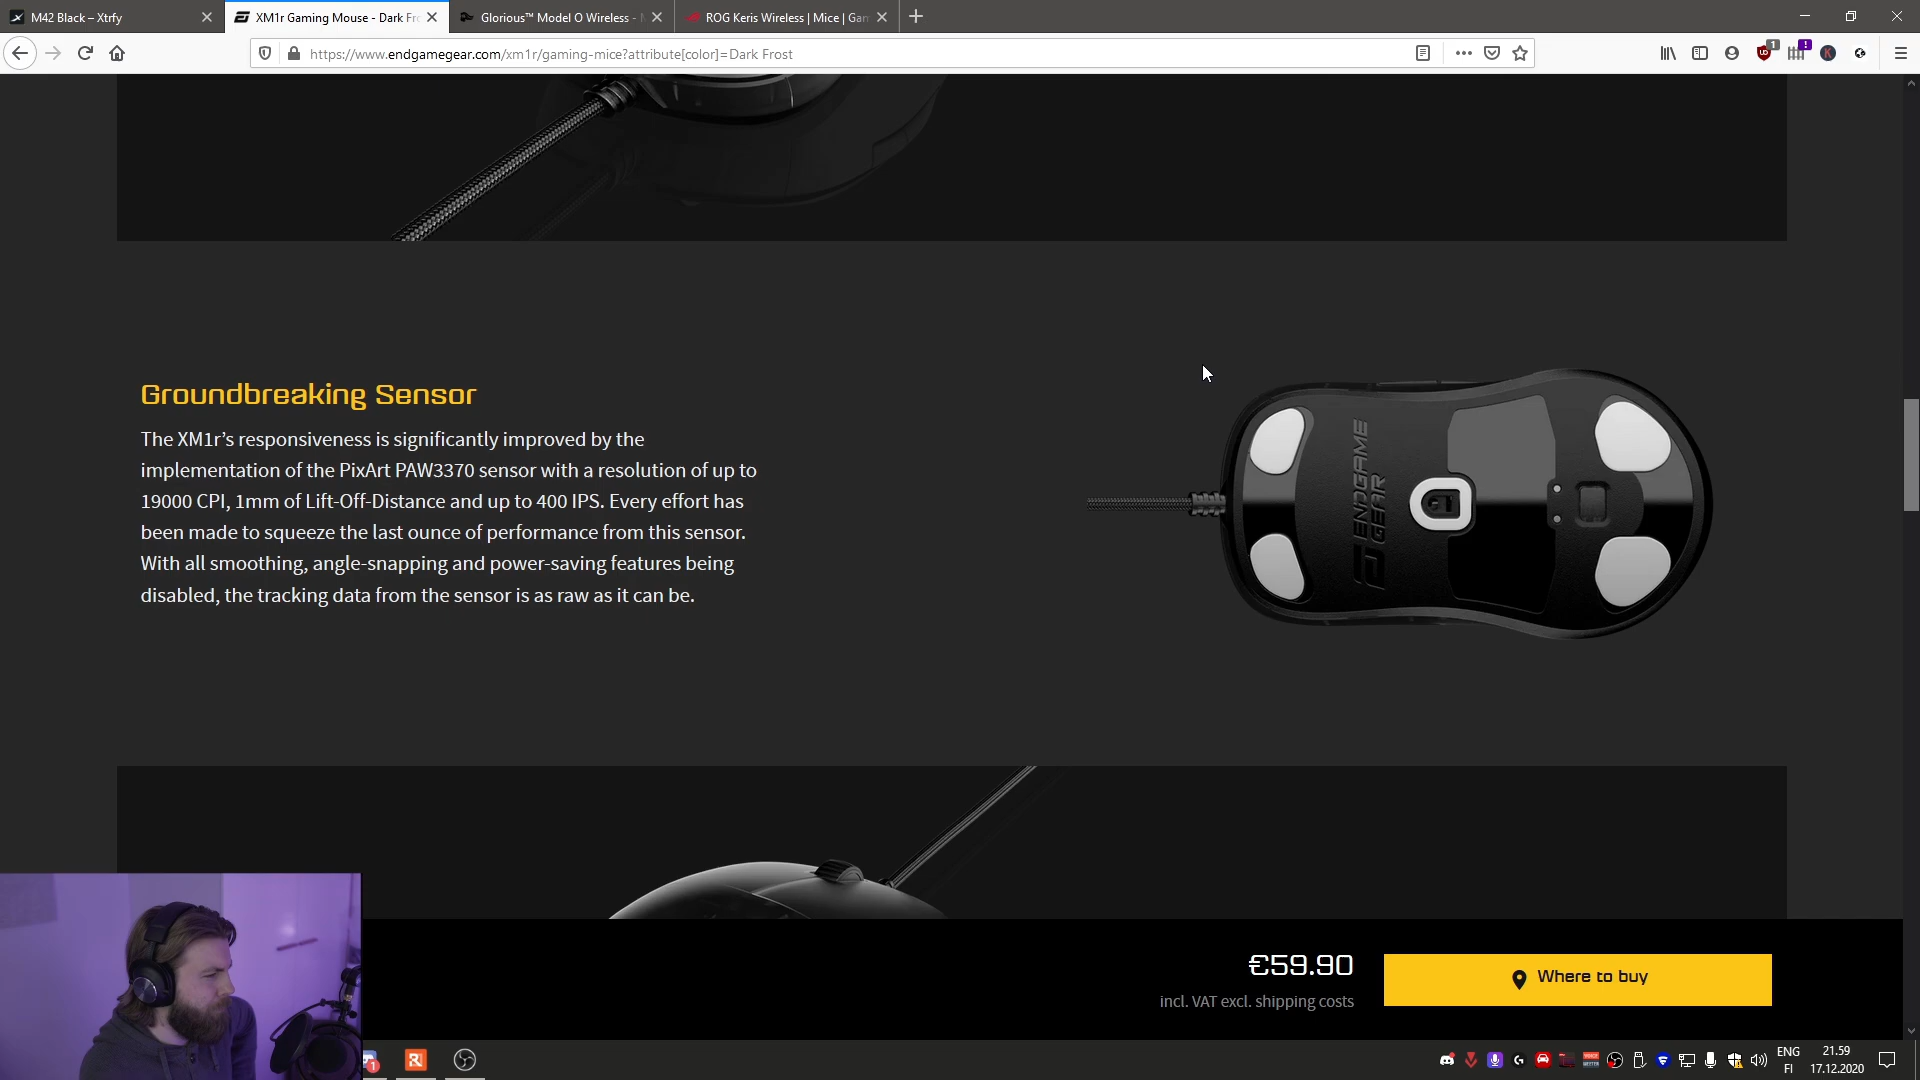 M42 Black – Xtrfy
XM1r Gaming Mouse - Dark Fr
Glorious™ Model O Wireless -
ROG Keris Wireless | Mice | Gan
https://www.endgamegear.com/xm1r/gaming-mice?attribute[color]=Dark Frost
1
!
K
Groundbreaking Sensor
The XM1r's responsiveness is significantly improved by the
implementation of the PixArt PAW3370 sensor with a resolution of up to
19000 CPI, 1mm of Lift-Off-Distance and up to 400 IPS. Every effort has
been made to squeeze the last ounce of performance from this sensor.
With all smoothing, angle-snapping and power-saving features being
disabled, the tracking data from the sensor is as raw as it can be.
ENDGAME
GEAR
€59.90
incl. VAT excl. shipping costs
Where to buy
1
ENG
FI
21.59
17.12.2020